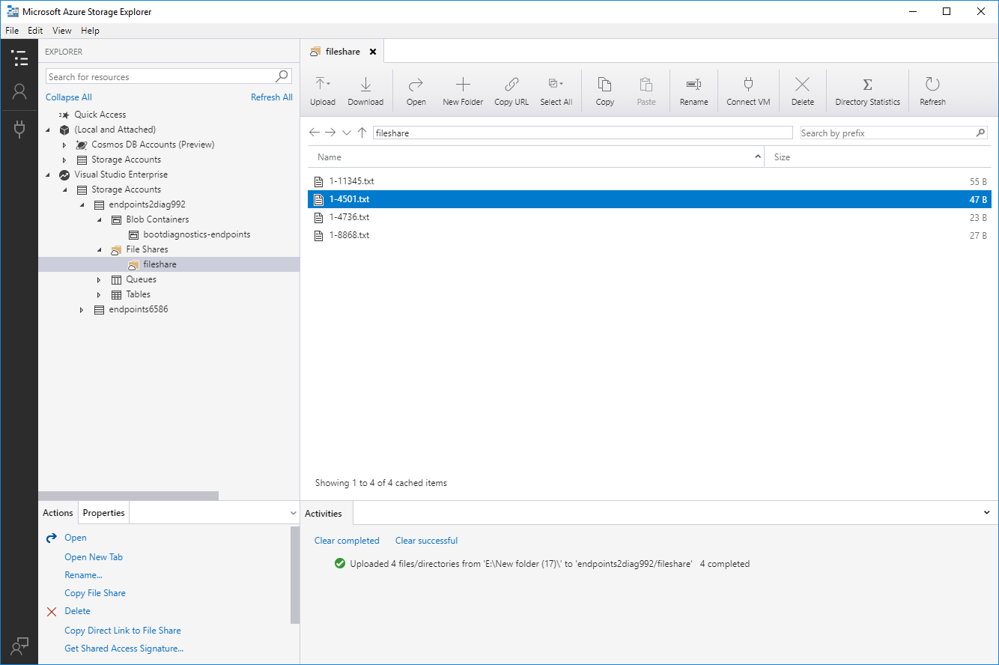 Microsoft Azure Storage Explorer
File Edit View Help
EXPLORER
Search for resources
Collapse All Refresh All
Quick Access
(Local and Attached)
Cosmos DB Accounts (Preview)
Storage Accounts
Visual Studio Enterprise
Storage Accounts
endpoints2diag992
Blob Containers
bootdiagnostics-endpoints
File Shares
fileshare
Queues
Tables
endpoints6586
Actions Properties
Open
Open New Tab
Rename...
Copy File Share
Delete
Copy Direct Link to File Share
Get Shared Access Signature...
fileshare
Upload Download Open New Folder Copy URL Select All Copy Paste Rename Connect VM Delete Directory Statistics Refresh
fileshare Search by prefix
Name Size
1-11345.txt 55 B
1-4501.txt 47 B
1-4736.txt 23 B
1-8868.txt 27 B
Showing 1 to 4 of 4 cached items
Activities
Clear completed Clear successful
Uploaded 4 files/directories from 'E:\New folder (17)\' to 'endpoints2diag992/fileshare' 4 completed